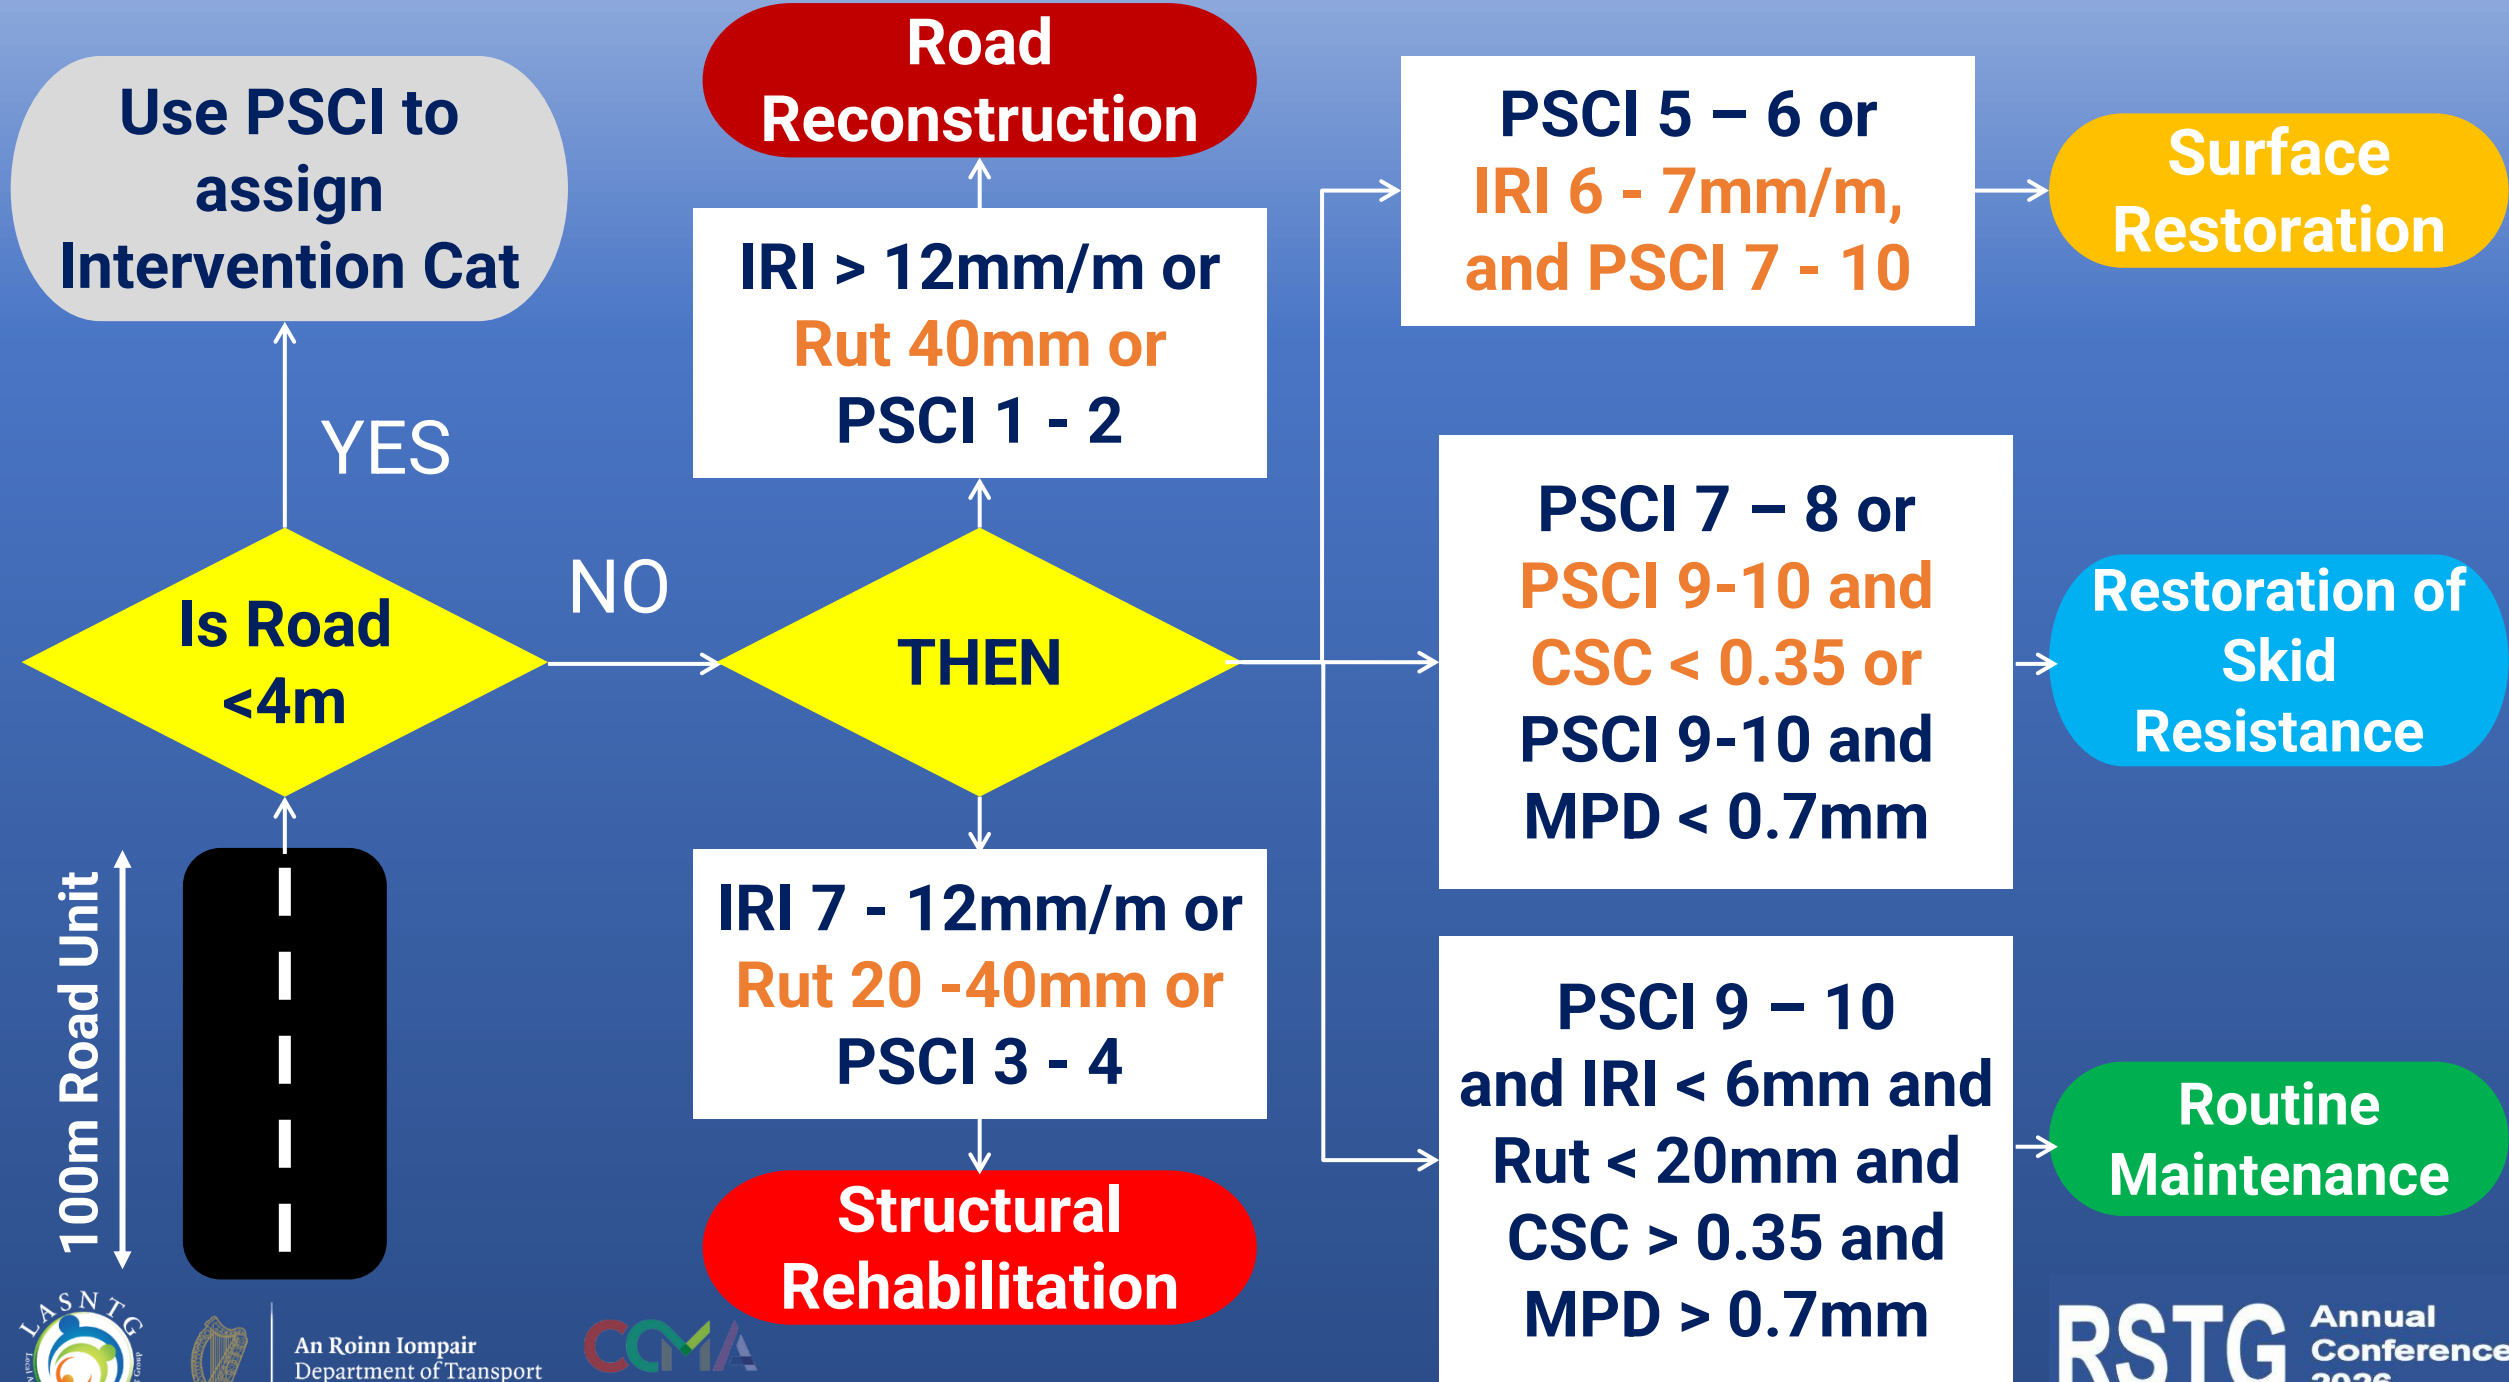 Use PSCI to
assign
Intervention Cat
YES
Is Road
<4m
NO
100m Road Unit
Road
Reconstruction
IRI > 12mm/m or
Rut 40mm or
PSCI 1 - 2
THEN
IRI 7 - 12mm/m or
Rut 20 -40mm or
PSCI 3 - 4
Structural
Rehabilitation
PSCI 5 – 6 or
IRI 6 - 7mm/m,
and PSCI 7 - 10
Surface
Restoration
PSCI 7 – 8 or
PSCI 9-10 and
CSC < 0.35 or
PSCI 9-10 and
MPD < 0.7mm
Restoration of
Skid
Resistance
PSCI 9 – 10
and IRI < 6mm and
Rut < 20mm and
CSC > 0.35 and
MPD > 0.7mm
Routine
Maintenance
LASNTG
An Roinn Iompair
Department of Transport
CCMA
RSTG
Annual
Conference
2026